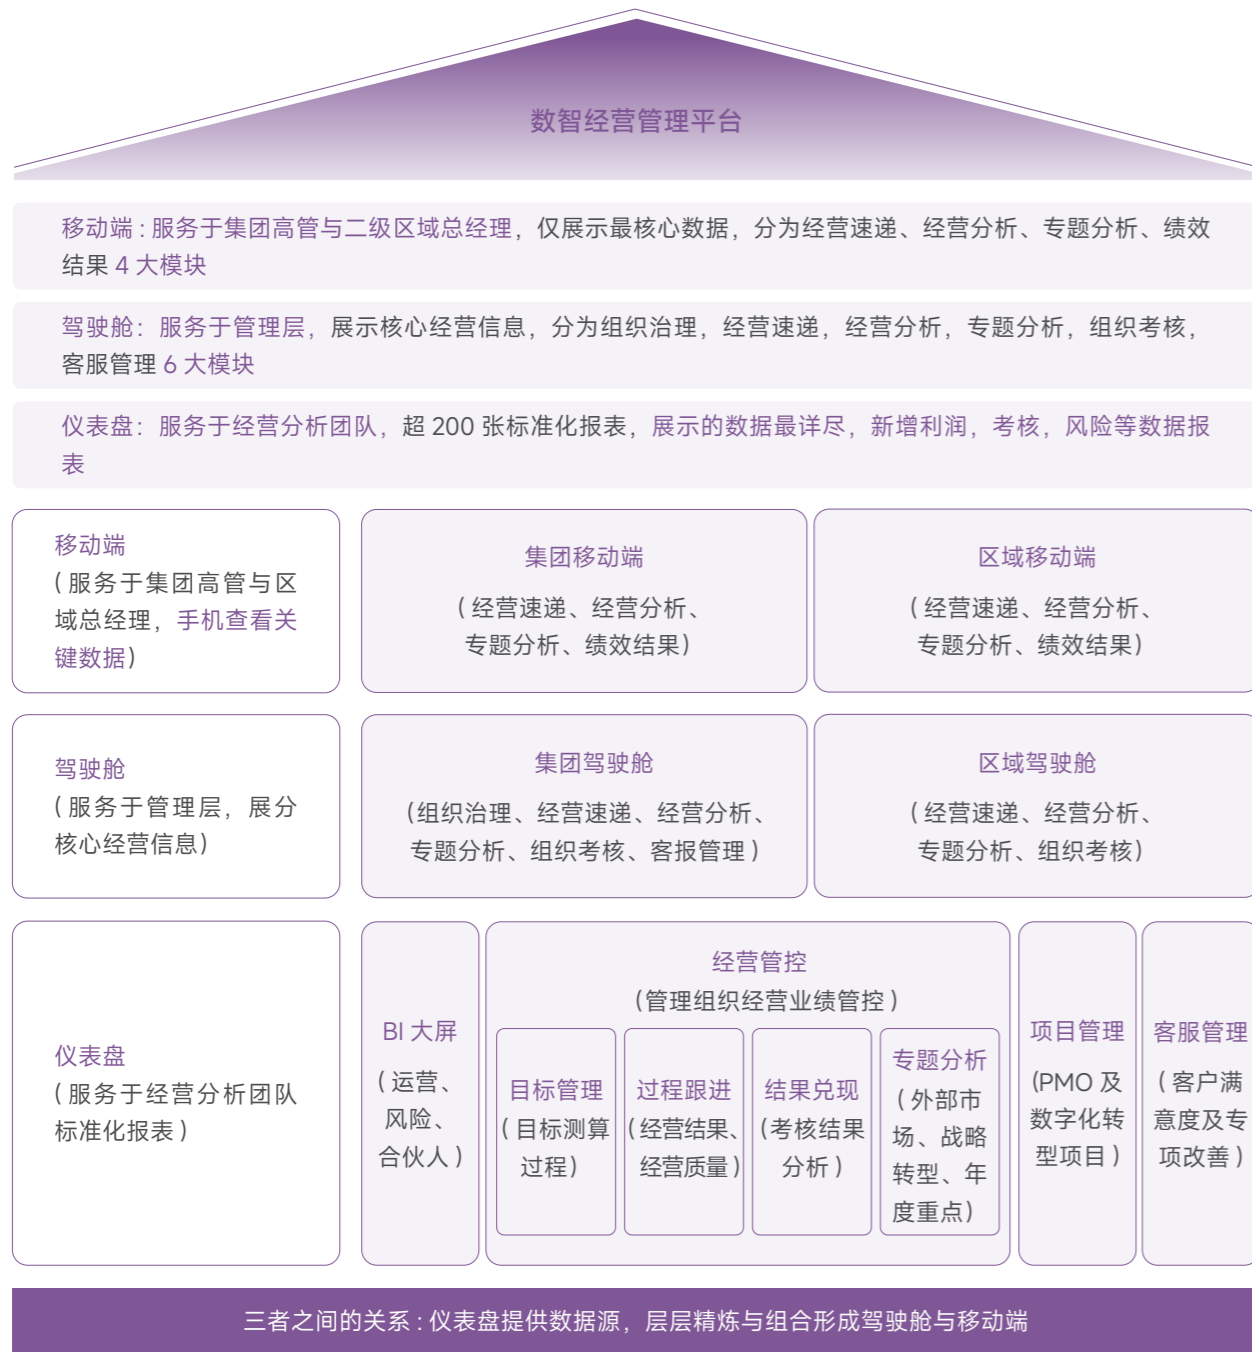 数智经营管理平台
移动端：服务于集团高管与二级区域总经理，仅展示最核心数据，分为经营速递、经营分析、专题分析、绩效
结果 4 大模块
驾驶舱：服务于管理层，展示核心经营信息，分为组织治理，经营速递，经营分析，专题分析，组织考核，
客服管理 6 大模块
仪表盘：服务于经营分析团队，超 200 张标准化报表，展示的数据最详尽，新增利润，考核，风险等数据报
表
移动端
（服务于集团高管与区
域总经理，手机查看关
键数据）
集团移动端
（经营速递、经营分析、
专题分析、绩效结果）
区域移动端
（经营速递、经营分析、
专题分析、绩效结果）
驾驶舱
（服务于管理层，展分
核心经营信息）
集团驾驶舱
（组织治理、经营速递、经营分析、
专题分析、组织考核、客报管理）
区域驾驶舱
（经营速递、经营分析、
专题分析、组织考核）
仪表盘
（服务于经营分析团队
标准化报表）
BI 大屏
（运营、
风险、
合伙人）
经营管控
（管理组织经营业绩管控）
目标管理
（目标测算
过程）
过程跟进
（经营结果、
经营质量）
结果兑现
（考核结果
分析）
专题分析
（外部市
场、战略
转型、年
度重点）
项目管理
（PMO 及
数字化转
型项目）
客服管理
（客户满
意度及专
项改善）
三者之间的关系：仪表盘提供数据源，层层精炼与组合形成驾驶舱与移动端